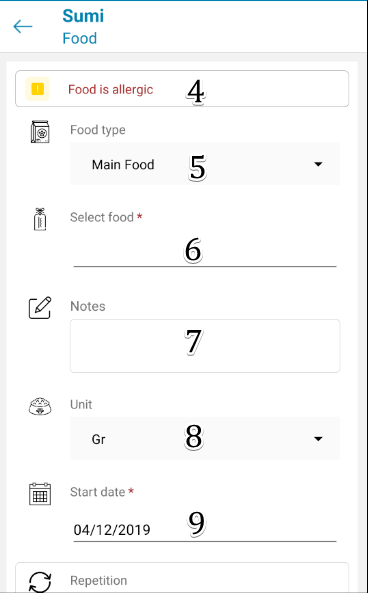 Sumi
Food
Food is allergic 4
Food type
Main Food 5
Select food *
6
Notes
7
Unit
Gr 8
Start date *
04/12/2019 9
Repetition